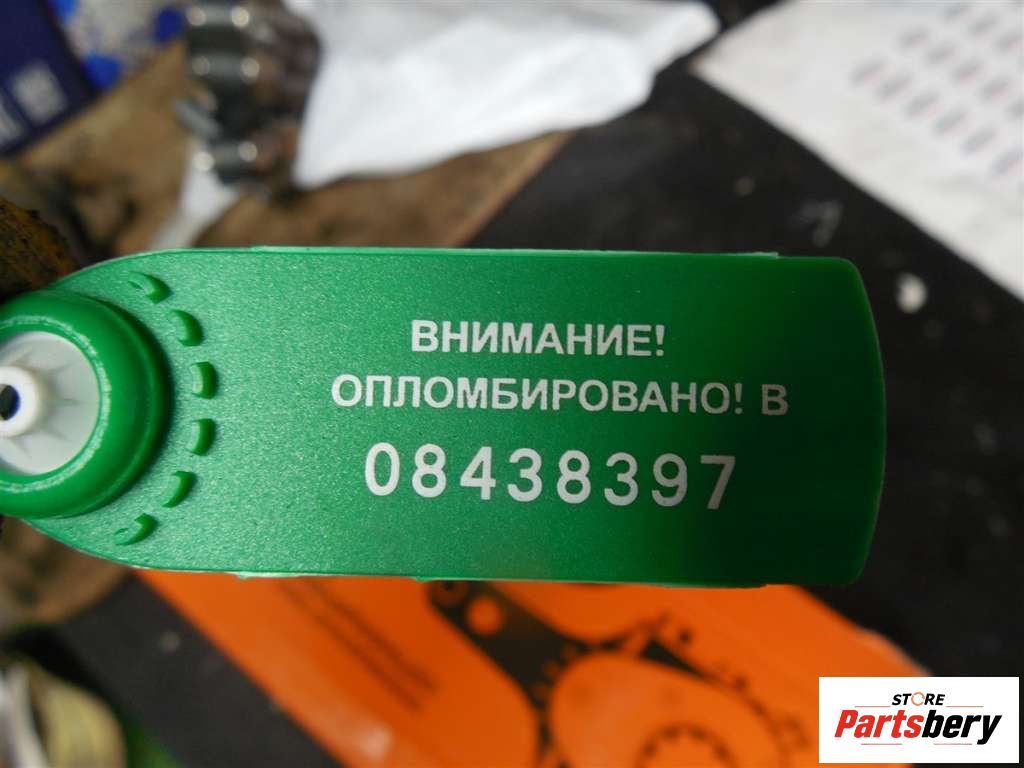 ВНИМАНИЕ!
ОПЛОМБИРОВАНО! В
08438397
STORE
Partsbery